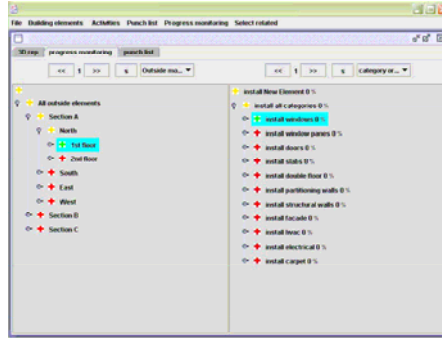 File Building elements Activities Punch list Progress monitoring Select related
3D rep. progress monitoring punch list
<< 1 >> s Outside mo... ▼
<< 1 >> s category or... ▼
All outside elements
Section A
North
1st floor
2nd floor
South
East
West
Section B
Section C
install New Element 0 %
install all categories 0 %
install windows 0 %
install window panes 0 %
install doors 0 %
install slabs 0 %
install double floor 0 %
install partitioning walls 0 %
install structural walls 0 %
install facade 0 %
install hvac 0 %
install electrical 0 %
install carpet 0 %